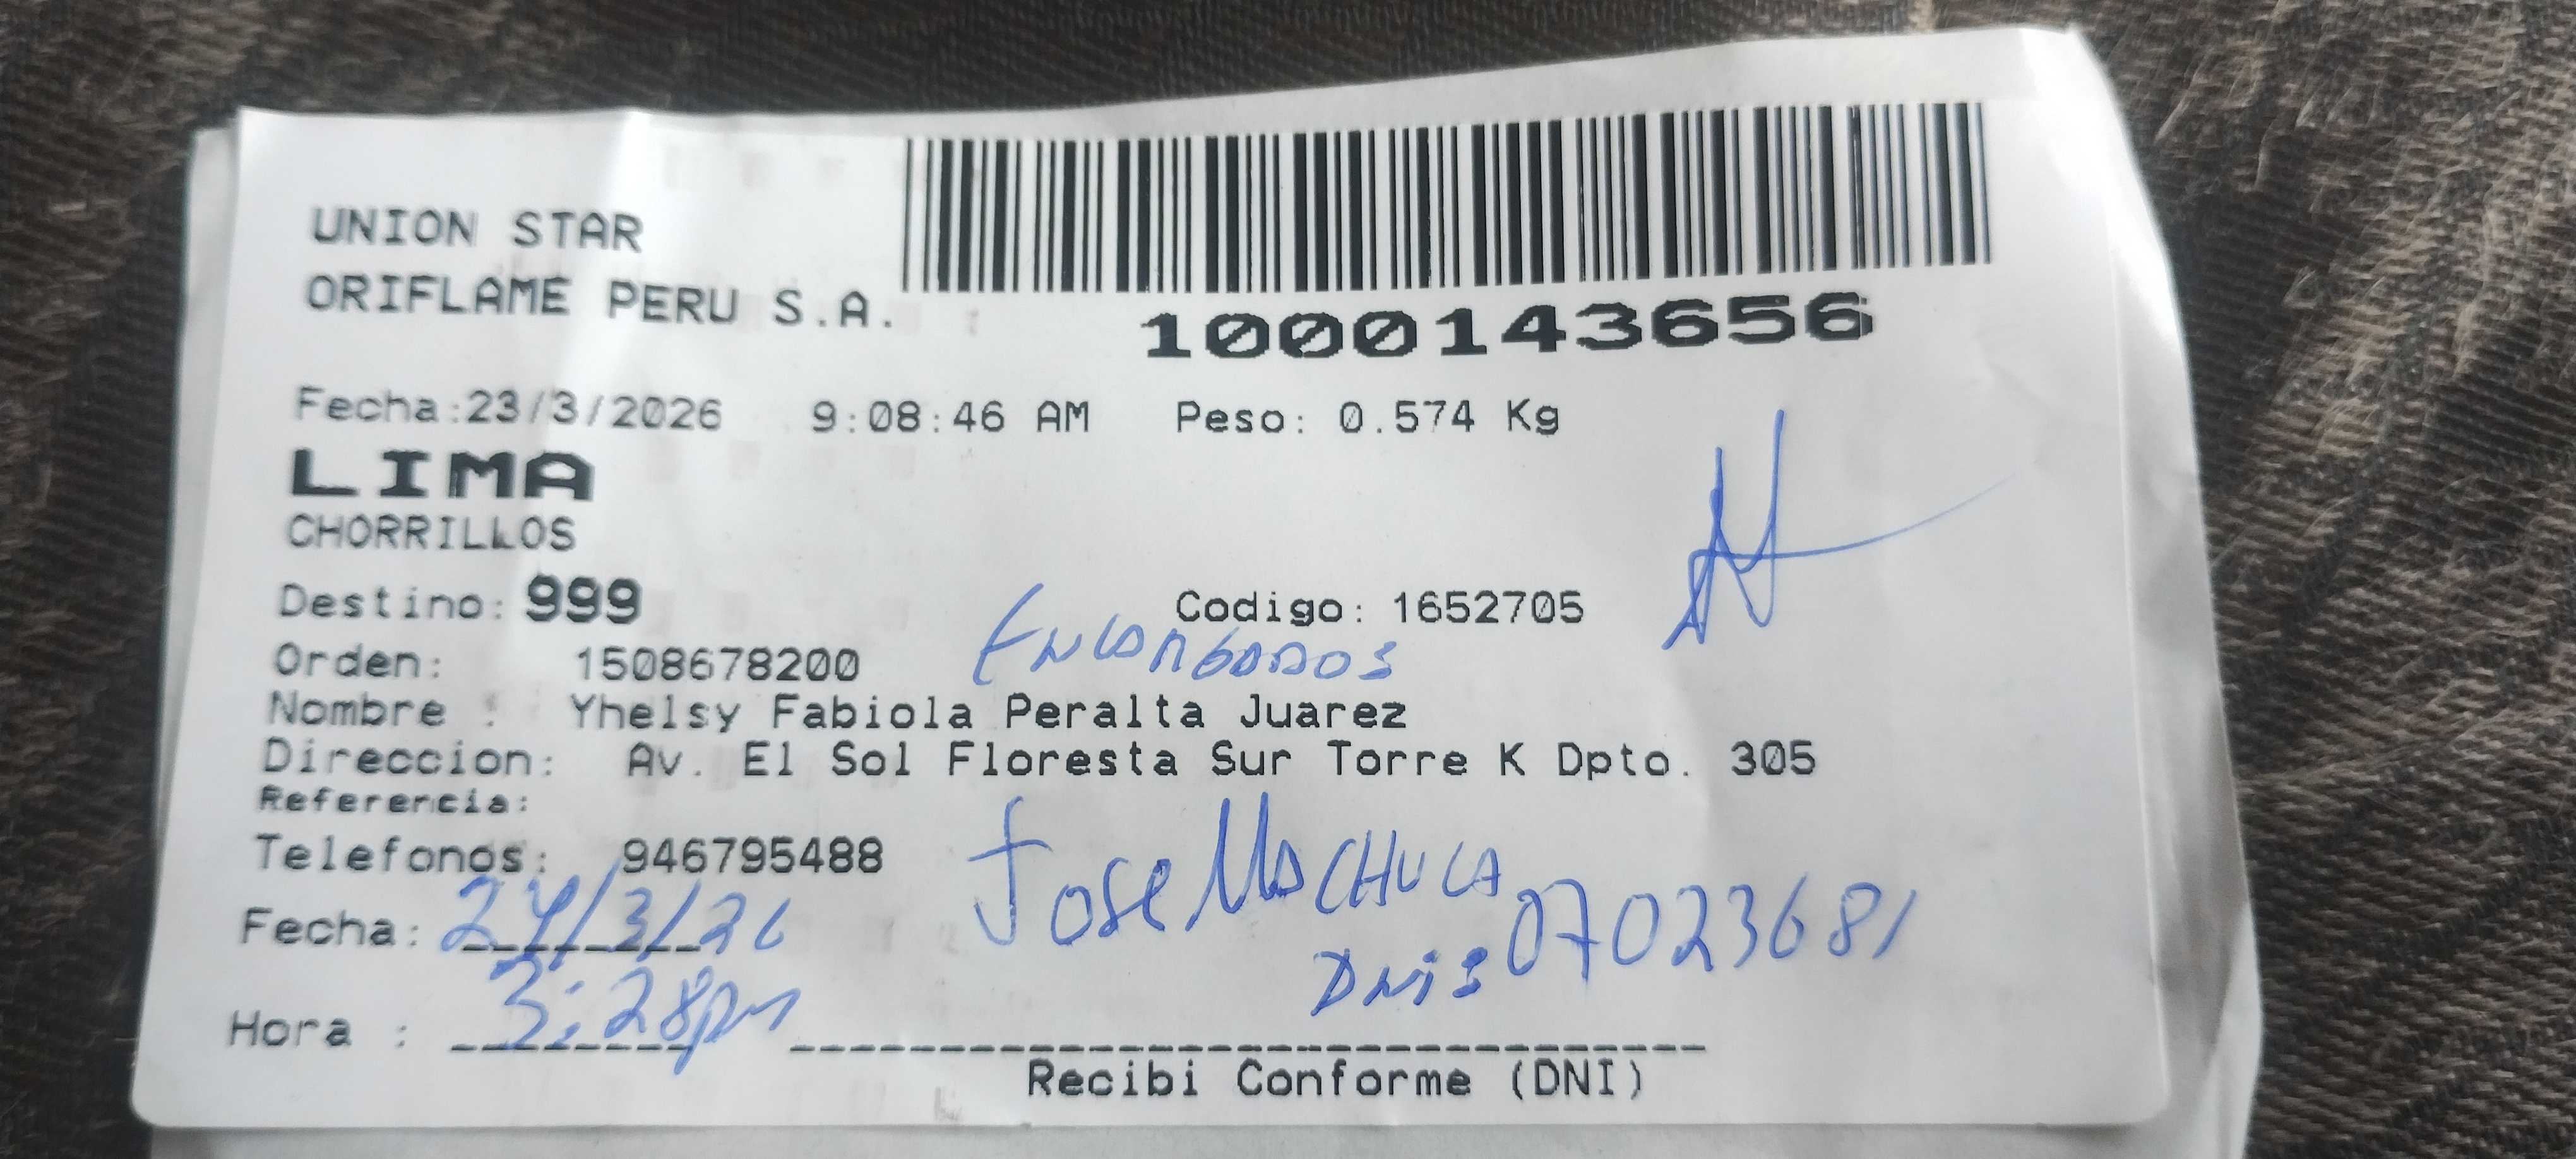 UNION STAR
ORIFLAME PERU S.A.
1000143656
Fecha:23/3/2026 9:08:46 AM Peso: 0.574 Kg
LIMA
CHORRILLOS
Destino: 999 Codigo: 1652705
Orden: 1508678200
Nombre : Yhelsy Fabiola Peralta Juarez
Direccion: Av. El Sol Floresta Sur Torre K Dpto. 305
Referencia:
Telefonos: 946795488
Jose MACHUCA
Fecha: 24/3/26
DNI: 07023681
Hora : 3:28pm
Recibi Conforme (DNI)